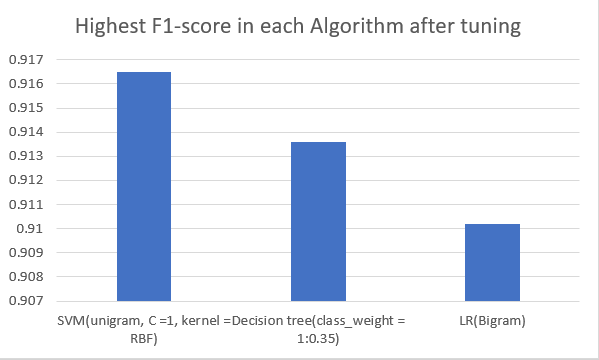 Highest F1-score in each Algorithm after tuning
0.917
0.916
0.915
0.914
0.913
0.912
0.911
0.91
0.909
0.908
0.907
SVM(unigram, C =1, kernel =
RBF)
Decision tree(class_weight =
1:0.35)
LR(Bigram)